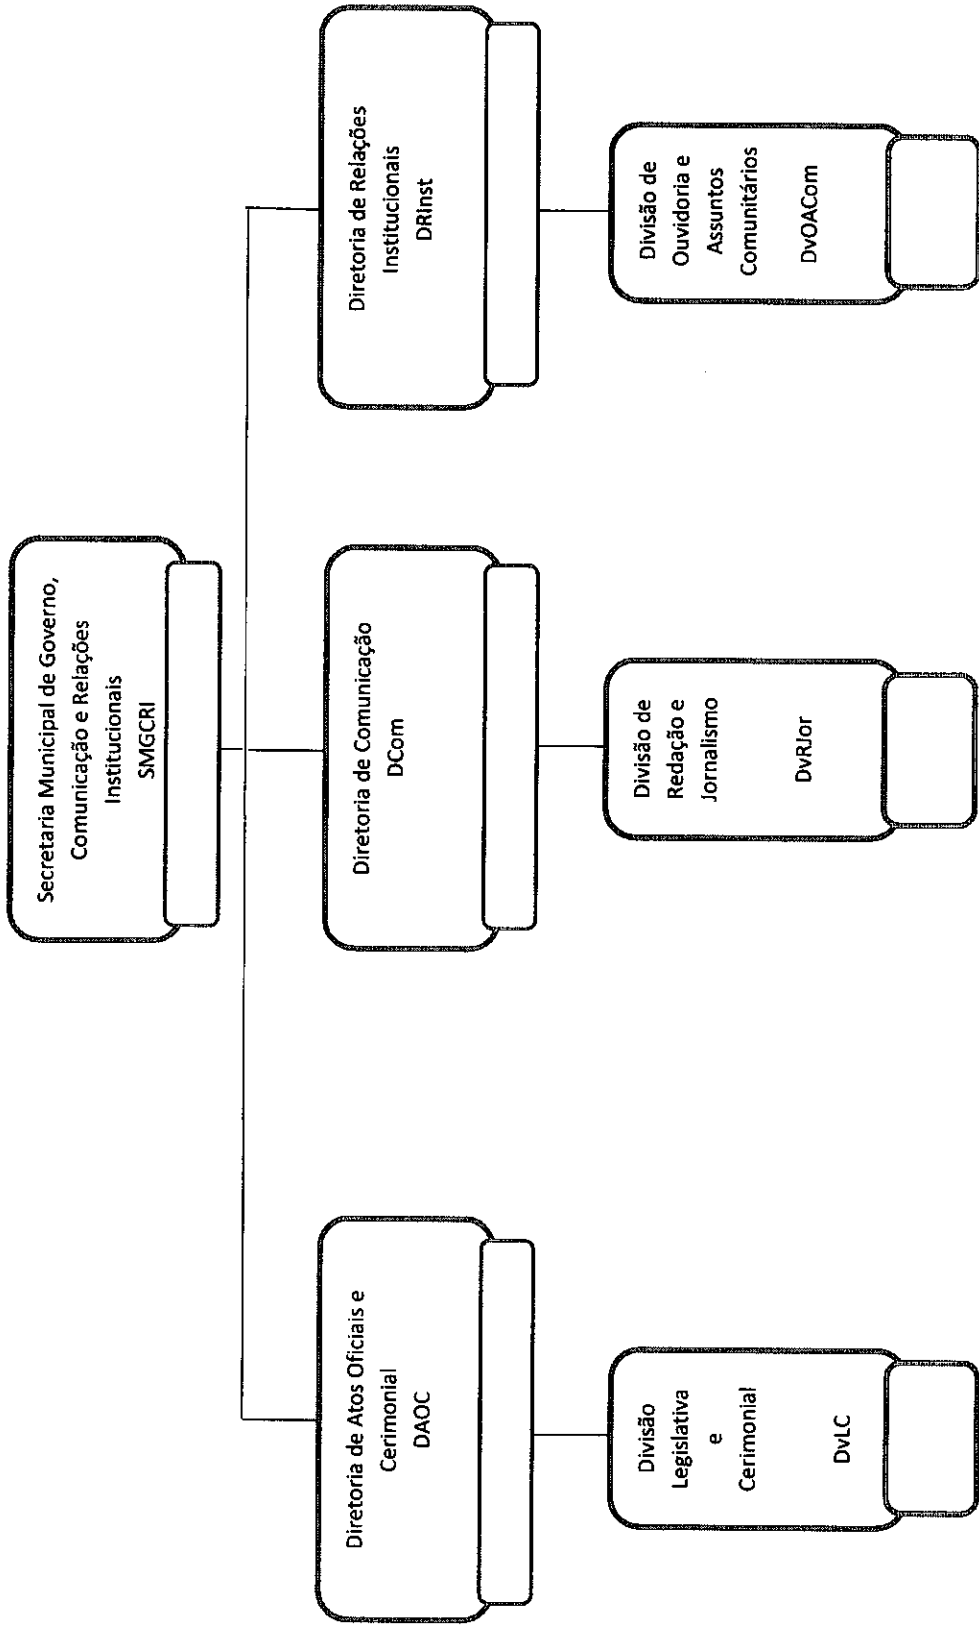 Secretaria Municipal de Governo,
Comunicação e Relações
Institucionais
SMGCRI
Diretoria de Atos Oficiais e
Cerimonial
DAOC
Diretoria de Comunicação
DCom
Diretoria de Relações
Institucionais
DRInst
Divisão
Legislativa
e
Cerimonial
DvLC
Divisão de
Redação e
Jornalismo
DvRJor
Divisão de
Ouvidoria e
Assuntos
Comunitários
DvOACom